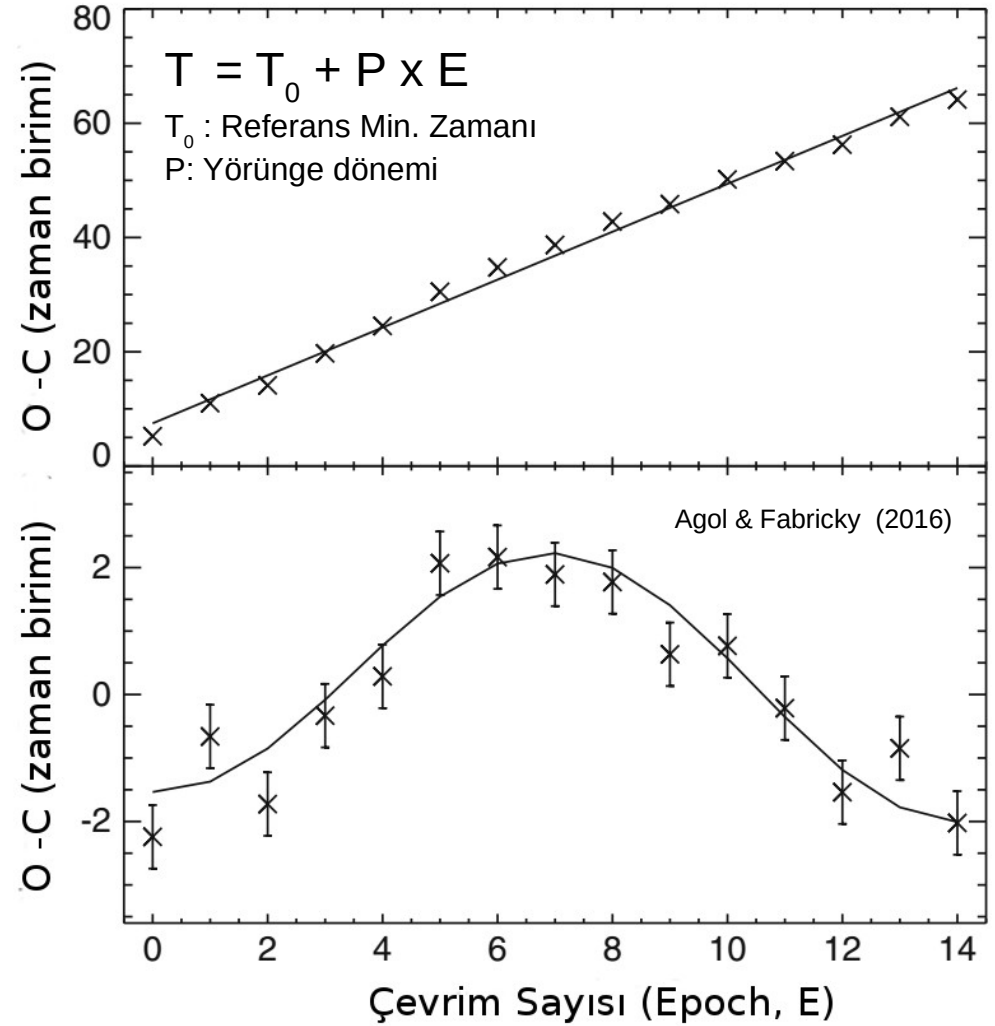 80
60
40
20
0
O -C (zaman birimi)
T = T0 + P x E
T0 : Referans Min. Zamanı
P: Yörünge dönemi
Agol & Fabricky (2016)
2
0
-2
O -C (zaman birimi)
0 2 4 6 8 10 12 14
Çevrim Sayısı (Epoch, E)